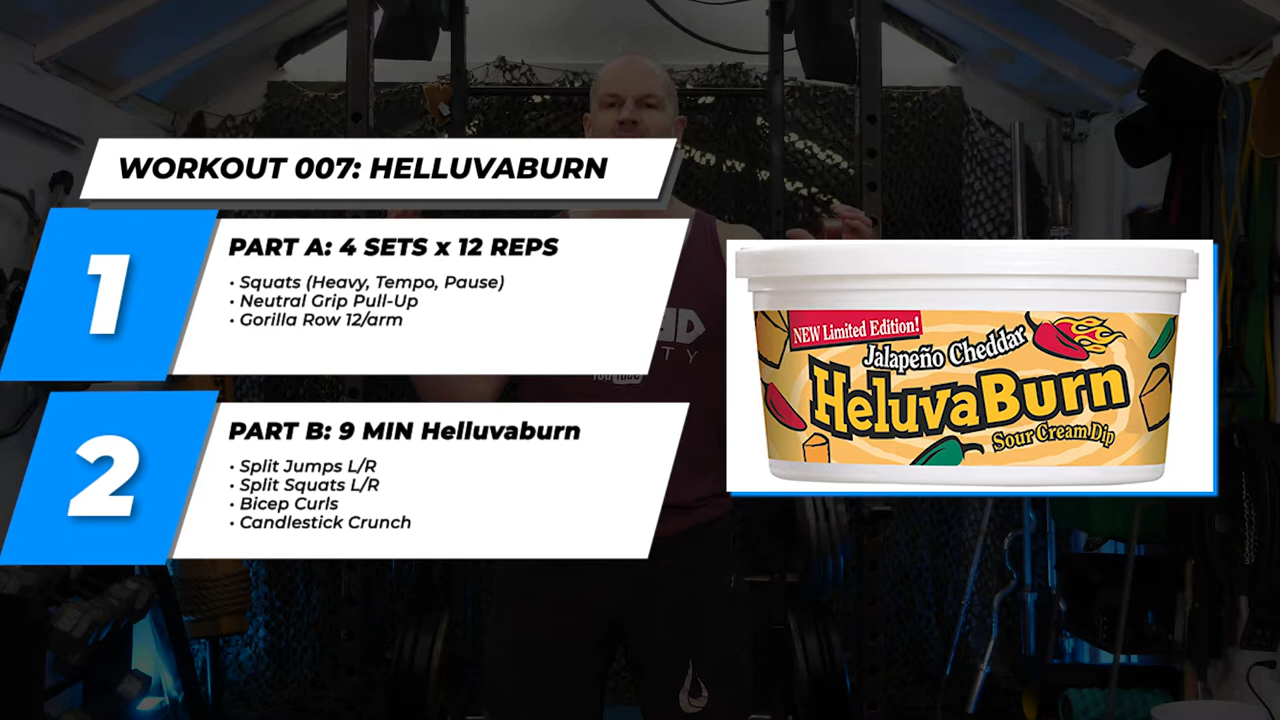 WORKOUT 007: HELLUVABURN
1
PART A: 4 SETS x 12 REPS
• Squats (Heavy, Tempo, Pause)
• Neutral Grip Pull-Up
• Gorilla Row 12/arm
2
PART B: 9 MIN Helluvaburn
• Split Jumps L/R
• Split Squats L/R
• Bicep Curls
• Candlestick Crunch
NEW Limited Edition!
Jalapeño Cheddar
HeluvaBurn
Sour Cream Dip